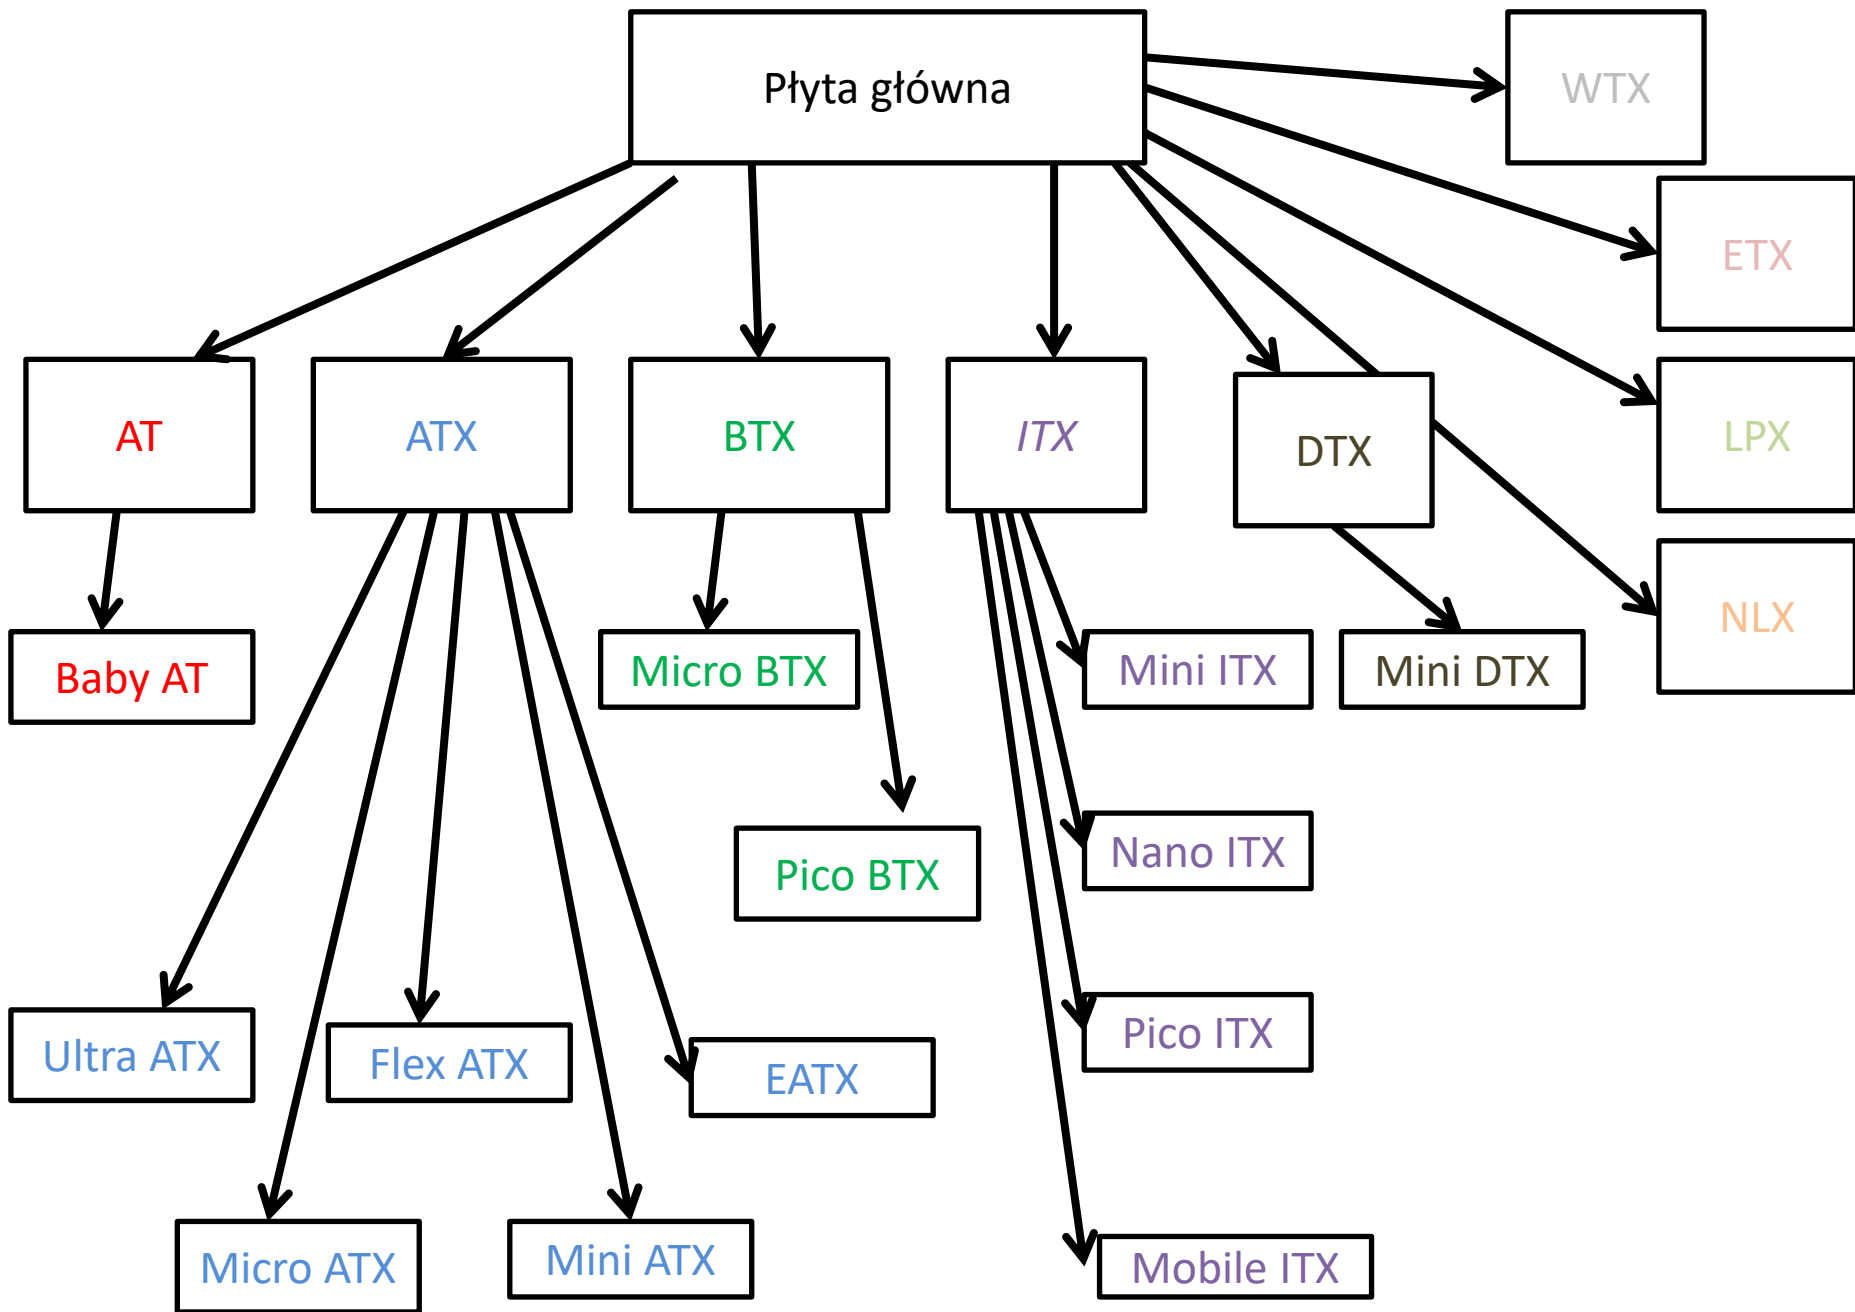 Płyta główna
WTX
ETX
AT
ATX
BTX
ITX
DTX
LPX
NLX
Baby AT
Micro BTX
Mini ITX
Mini DTX
Nano ITX
Pico BTX
Pico ITX
Ultra ATX
Flex ATX
EATX
Micro ATX
Mini ATX
Mobile ITX